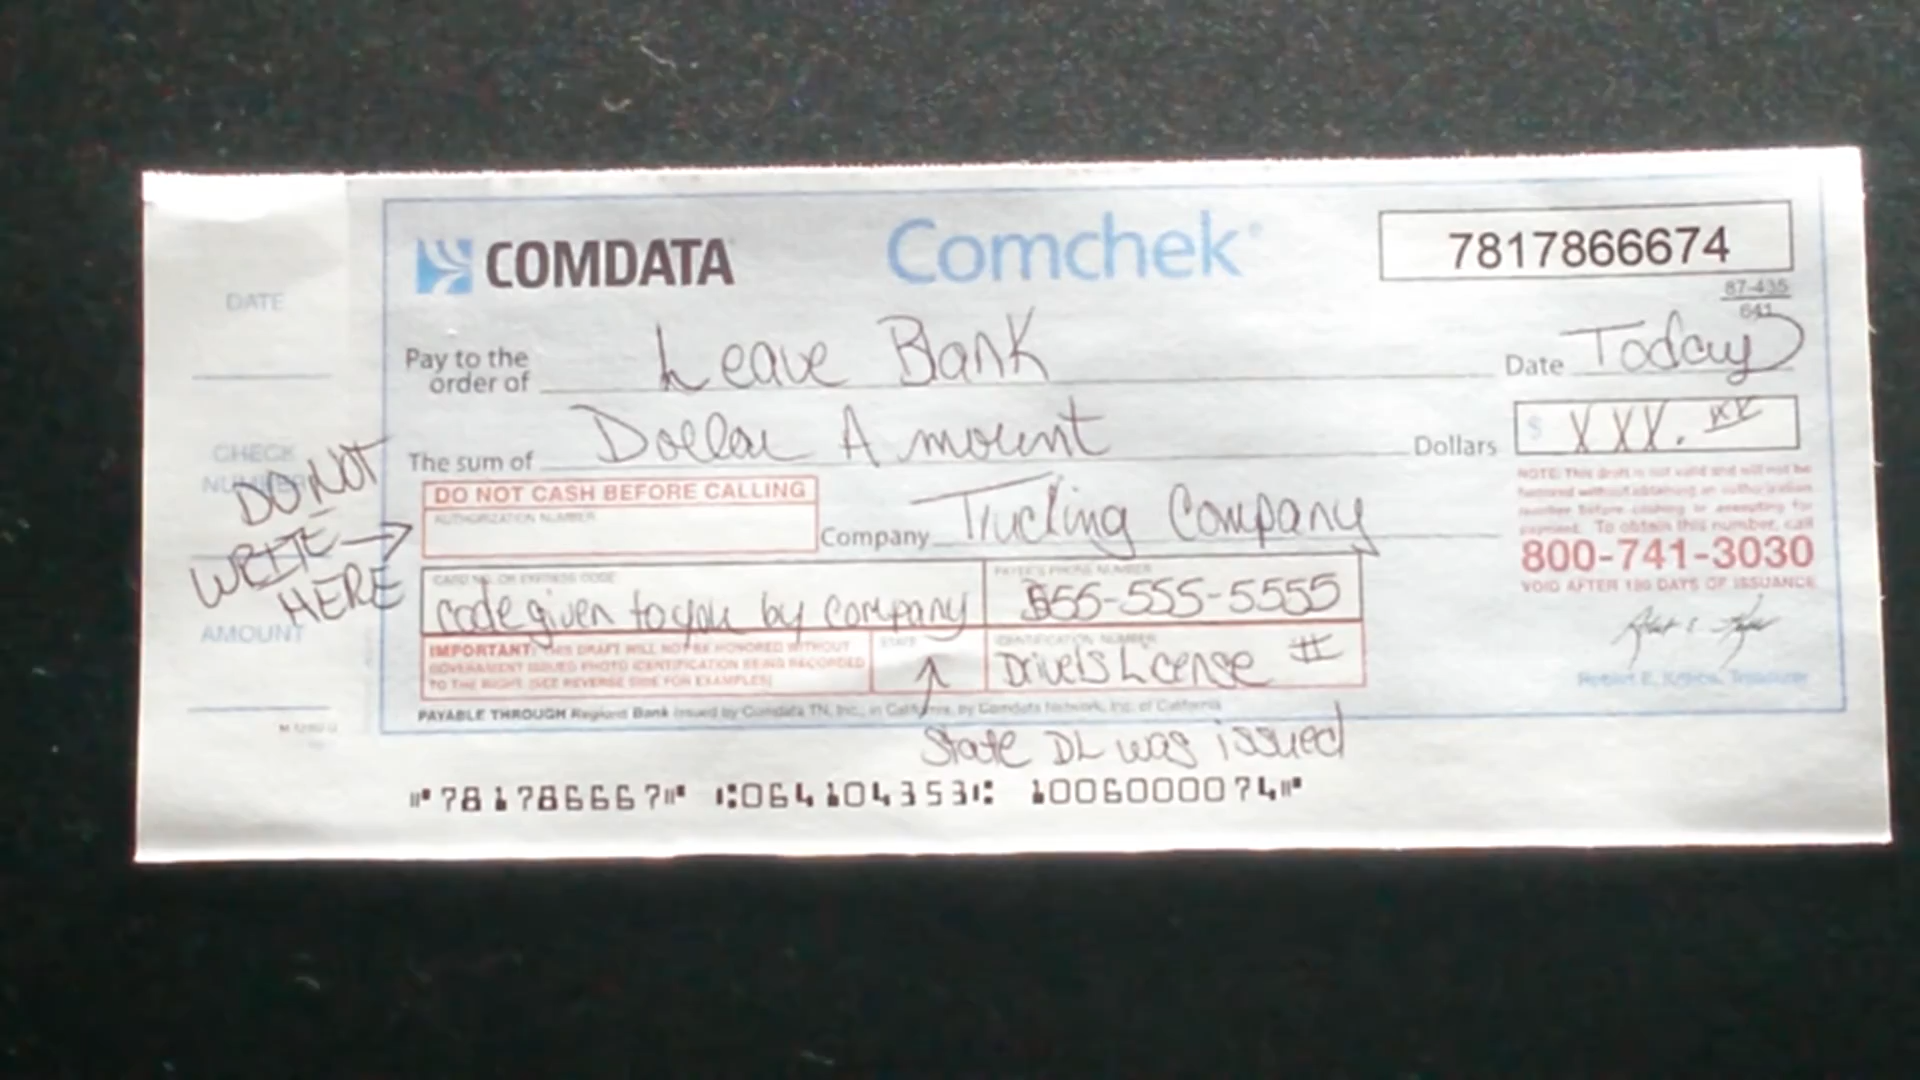 COMDATA Comchek® 7817866674
87-435
641
DATE
Pay to the order of Leave Bank Date Today
The sum of Dollar Amount Dollars $ XXX.XX
CHECK NUMBER
DO NOT WRITE HERE
DO NOT CASH BEFORE CALLING
AUTHORIZATION NUMBER
Company Trucking Company
NOTE: This draft is not valid and will not be
honored without obtaining an authorization
number before cashing or accepting for
payment. To obtain this number, call
800-741-3030
VOID AFTER 180 DAYS OF ISSUANCE
CARD NO. OR EXPRESS CODE
code given to you by company
PAYEE'S PHONE NUMBER
555-555-5555
AMOUNT
IMPORTANT: THIS DRAFT WILL NOT BE HONORED WITHOUT
GOVERNMENT ISSUED PHOTO IDENTIFICATION BEING RECORDED
TO THE RIGHT (SEE REVERSE SIDE FOR EXAMPLES)
STATE
IDENTIFICATION NUMBER
Drivers License #
PAYABLE THROUGH Regions Bank issued by Comdata TN, Inc.; in California, by Comdata Network, Inc. of California
State DL was issued
⑈7817866667⑈ ⑆064104353⑆ 1006000074⑈